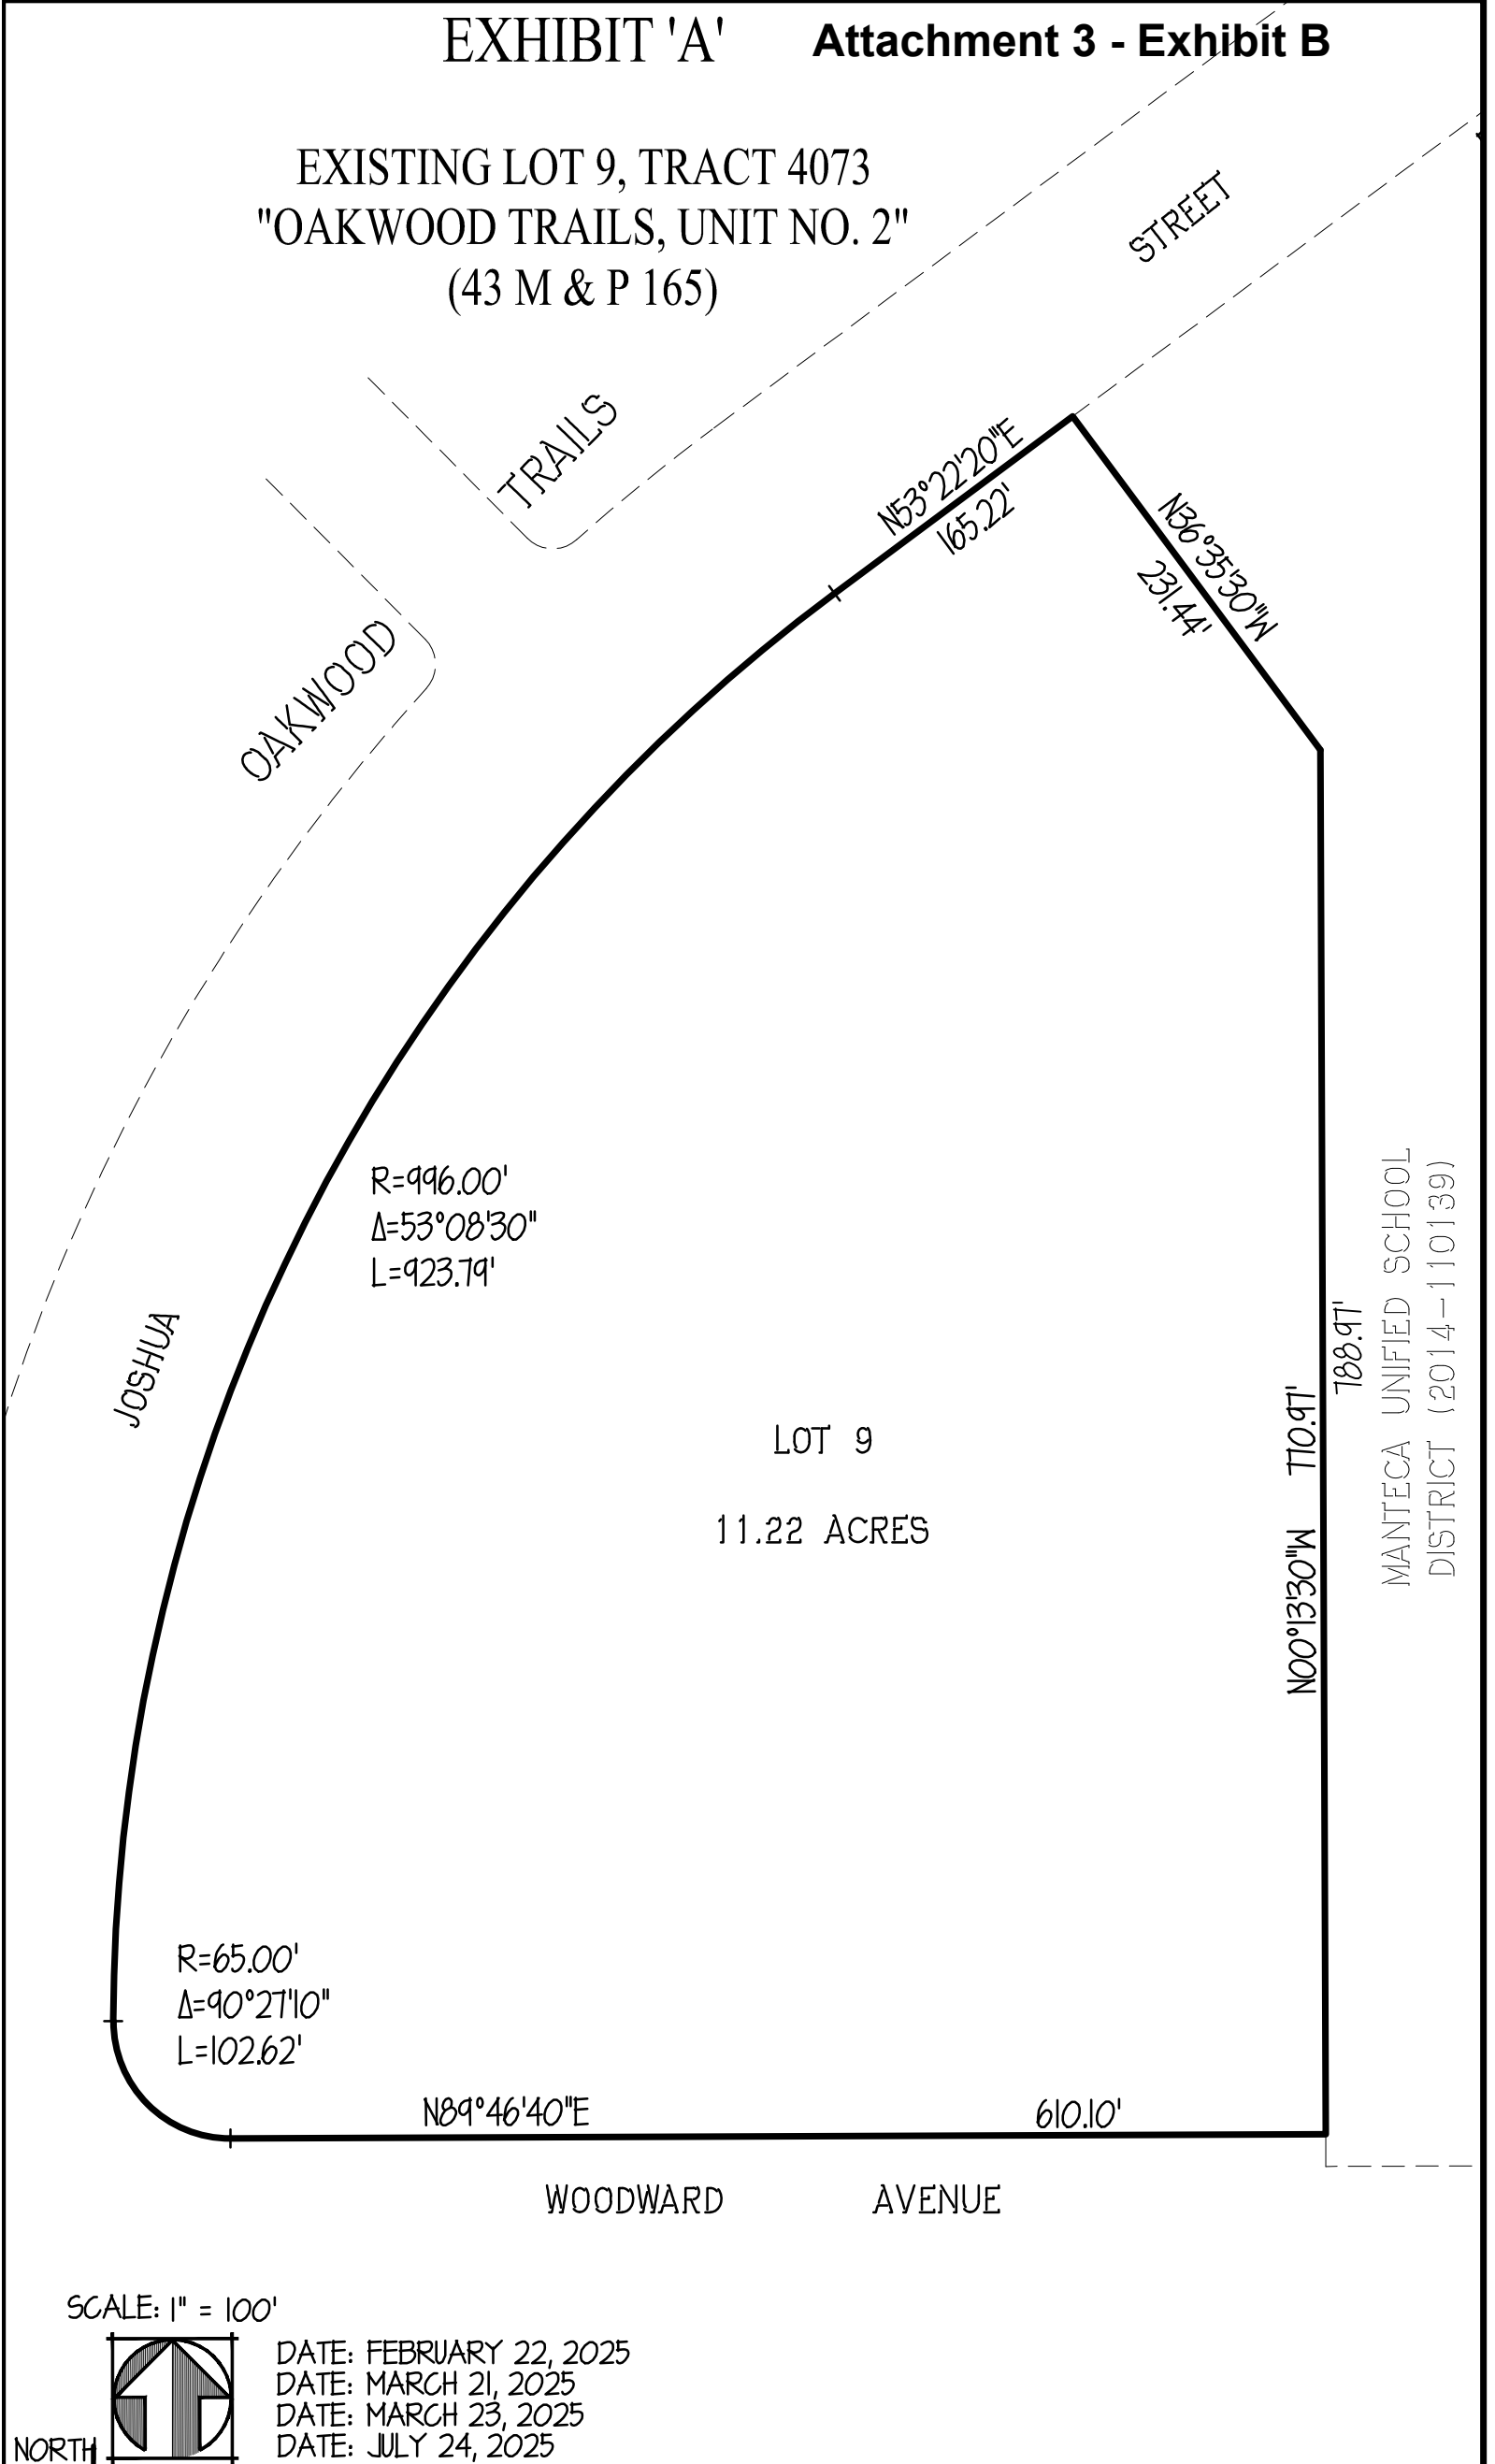 EXHIBIT 'A'
Attachment 3 - Exhibit B
EXISTING LOT 9, TRACT 4073
"OAKWOOD TRAILS, UNIT NO. 2"
(43 M & P 165)
STREET
TRAILS
OAKWOOD
JOSHUA
N53°22'20"E
165.22'
N36°35'30"W
231.44'
R=996.00'
Δ=53°08'30"
L=923.79'
788.97'
770.97'
N00°13'30"W
MANTECA UNIFIED SCHOOL
DISTRICT (2014-110139)
LOT 9
11.22 ACRES
R=65.00'
Δ=90°27'10"
L=102.62'
N89°46'40"E
610.10'
WOODWARD AVENUE
SCALE: 1" = 100'
DATE: FEBRUARY 22, 2025
DATE: MARCH 21, 2025
DATE: MARCH 23, 2025
DATE: JULY 24, 2025
NORTH